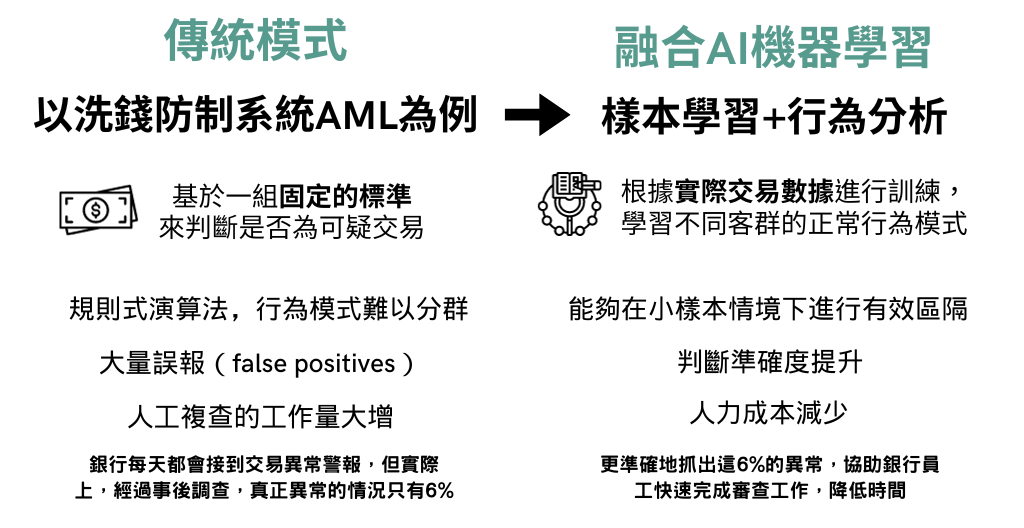 傳統模式
以洗錢防制系統AML為例
基於一組固定的標準
來判斷是否為可疑交易
規則式演算法，行為模式難以分群
大量誤報（false positives）
人工複查的工作量大增
銀行每天都會接到交易異常警報，但實際
上，經過事後調查，真正異常的情況只有6%
融合AI機器學習
樣本學習+行為分析
根據實際交易數據進行訓練，
學習不同客群的正常行為模式
能夠在小樣本情境下進行有效區隔
判斷準確度提升
人力成本減少
更準確地抓出這6%的異常，協助銀行員
工快速完成審查工作，降低時間